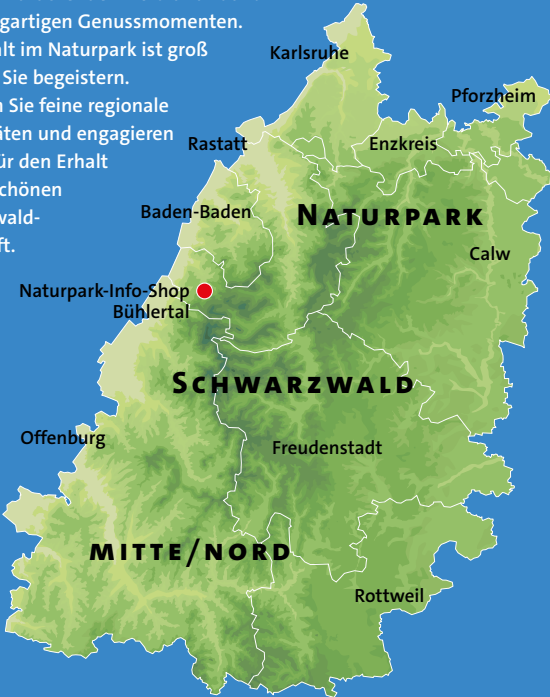 gartigen Genussmomenten.
alt im Naturpark ist groß
Sie begeistern.
n Sie feine regionale
äten und engagieren
ür den Erhalt
chönen
wald-
ft.
Karlsruhe
Pforzheim
Enzkreis
Rastatt
Baden-Baden
NATURPARK
Calw
Naturpark-Info-Shop
Bühlertal
SCHWARZWALD
Offenburg
Freudenstadt
MITTE/NORD
Rottweil